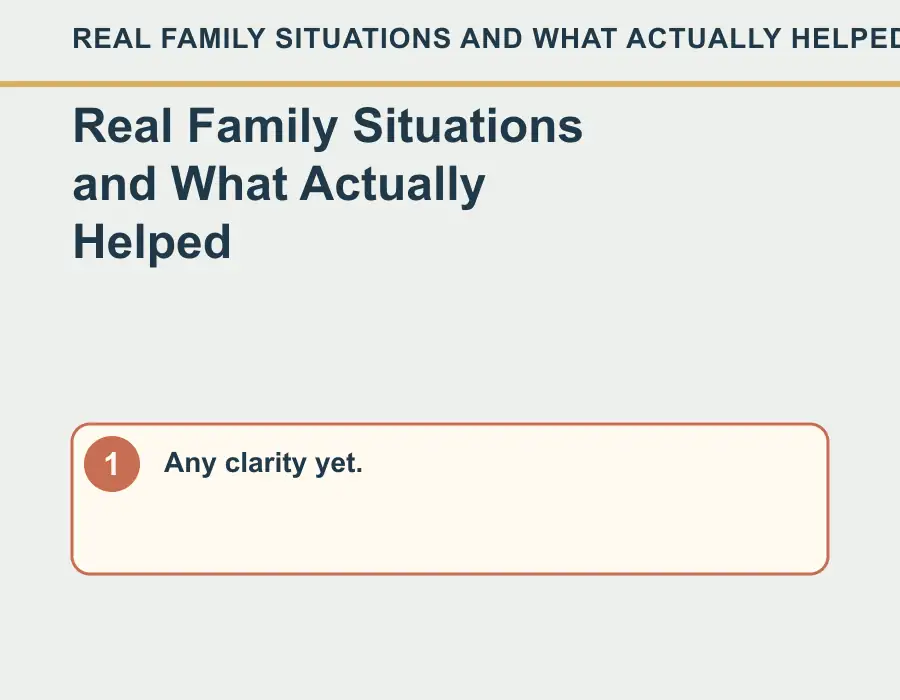 REAL FAMILY SITUATIONS AND WHAT ACTUALLY HELPED
Real Family Situations
and What Actually
Helped
1
Any clarity yet.